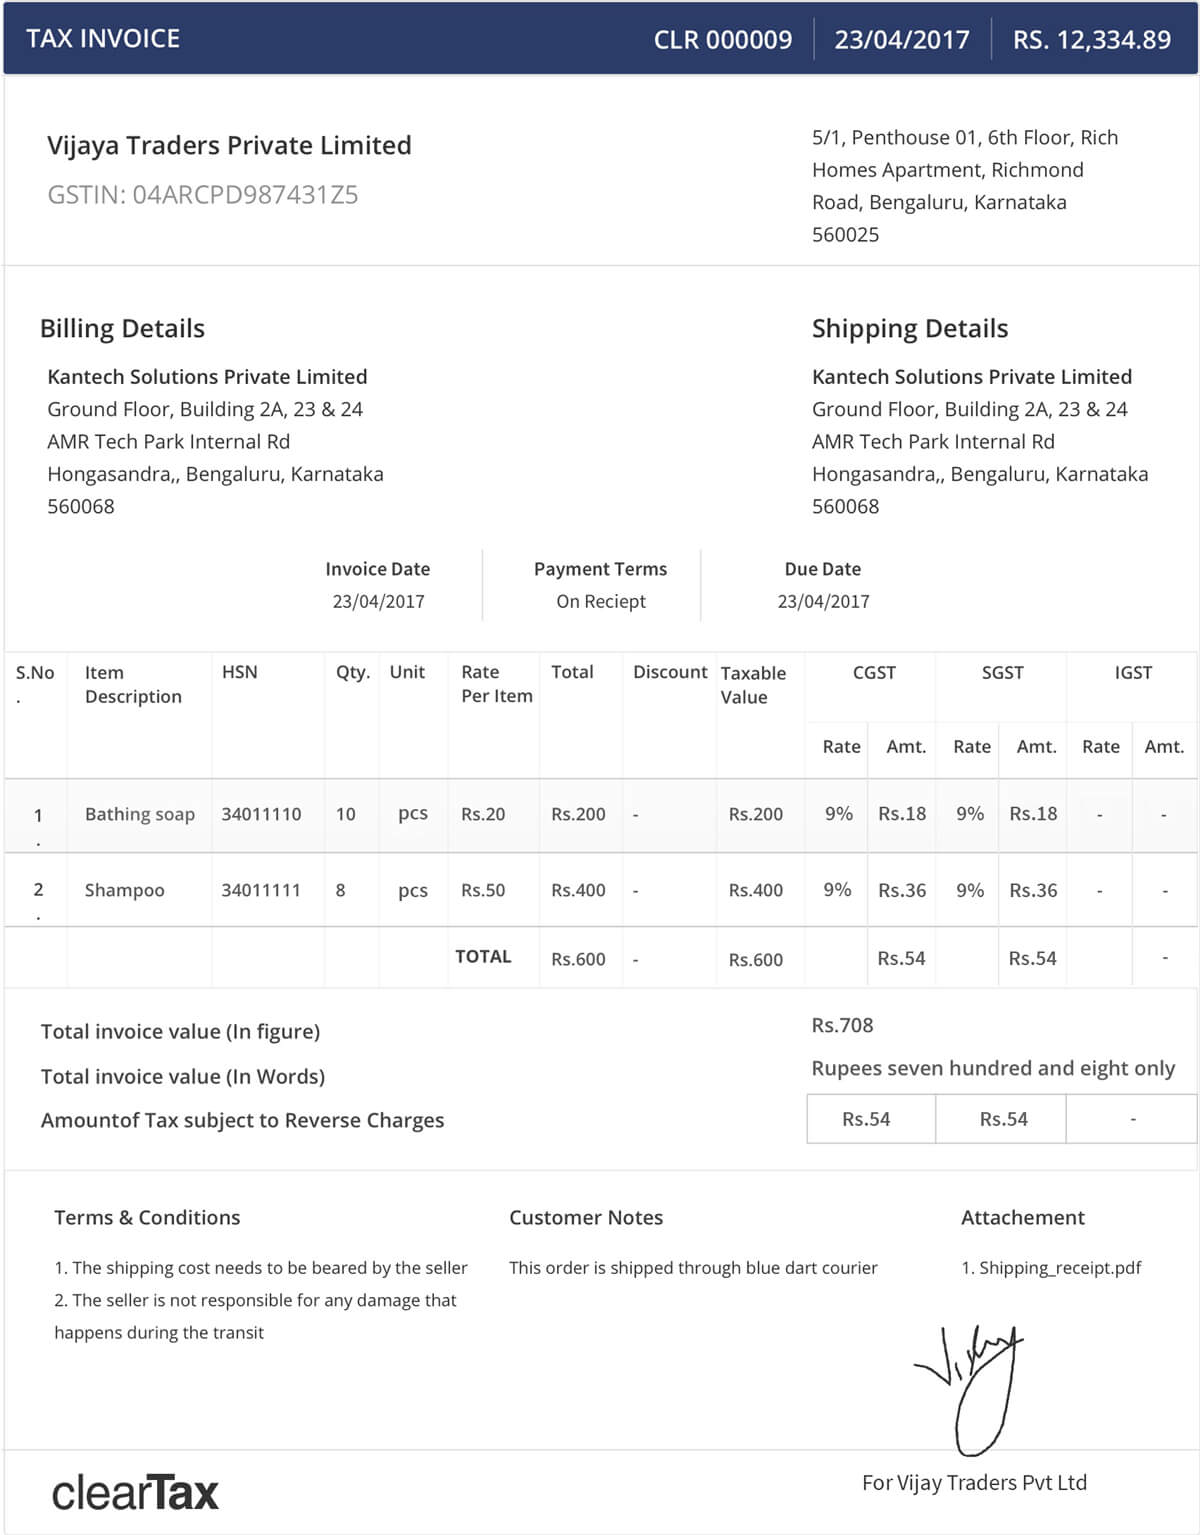 TAX INVOICE CLR 000009 23/04/2017 RS. 12,334.89
Vijaya Traders Private Limited
GSTIN: 04ARCPD987431Z5
5/1, Penthouse 01, 6th Floor, Rich
Homes Apartment, Richmond
Road, Bengaluru, Karnataka
560025
Billing Details
Kantech Solutions Private Limited
Ground Floor, Building 2A, 23 & 24
AMR Tech Park Internal Rd
Hongasandra,, Bengaluru, Karnataka
560068
Shipping Details
Kantech Solutions Private Limited
Ground Floor, Building 2A, 23 & 24
AMR Tech Park Internal Rd
Hongasandra,, Bengaluru, Karnataka
560068
Invoice Date Payment Terms Due Date
23/04/2017 On Reciept 23/04/2017
S.No Item HSN Qty. Unit Rate Total Discount Taxable CGST SGST IGST
. Description Per Item Value
Rate Amt. Rate Amt. Rate Amt.
1 Bathing soap 34011110 10 pcs Rs.20 Rs.200 - Rs.200 9% Rs.18 9% Rs.18 - -
.
2 Shampoo 34011111 8 pcs Rs.50 Rs.400 - Rs.400 9% Rs.36 9% Rs.36 - -
.
TOTAL Rs.600 - Rs.600 Rs.54 Rs.54 -
Total invoice value (In figure) Rs.708
Total invoice value (In Words) Rupees seven hundred and eight only
Amountof Tax subject to Reverse Charges Rs.54 Rs.54 -
Terms & Conditions
1. The shipping cost needs to be beared by the seller
2. The seller is not responsible for any damage that
happens during the transit
Customer Notes
This order is shipped through blue dart courier
Attachement
1. Shipping_receipt.pdf
Vijay
For Vijay Traders Pvt Ltd
clearTax